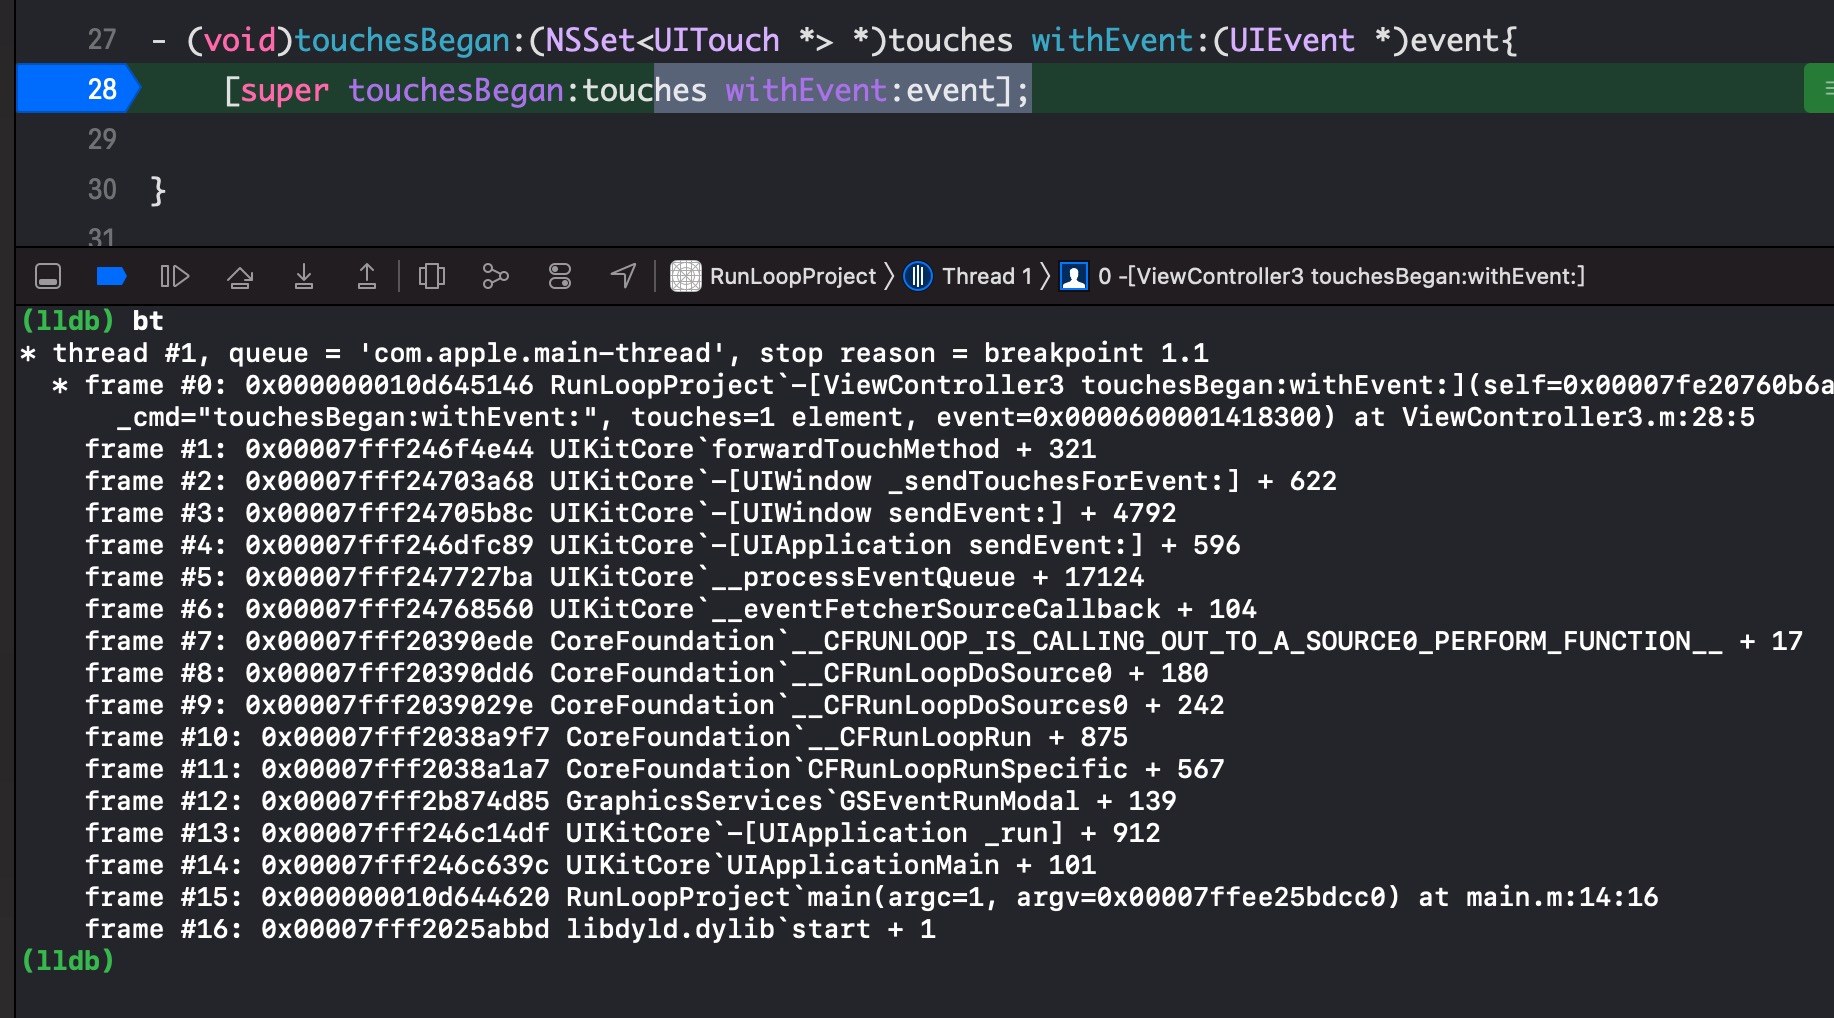 27 - (void)touchesBegan:(NSSet<UITouch *> *)touches withEvent:(UIEvent *)event{
28 [super touchesBegan:touches withEvent:event];
29
30 }
31
RunLoopProject Thread 1 0 -[ViewController3 touchesBegan:withEvent:]
(lldb) bt
* thread #1, queue = 'com.apple.main-thread', stop reason = breakpoint 1.1
* frame #0: 0x000000010d645146 RunLoopProject`-[ViewController3 touchesBegan:withEvent:](self=0x00007fe20760b6a
_cmd="touchesBegan:withEvent:", touches=1 element, event=0x0000600001418300) at ViewController3.m:28:5
frame #1: 0x00007fff246f4e44 UIKitCore`forwardTouchMethod + 321
frame #2: 0x00007fff24703a68 UIKitCore`-[UIWindow _sendTouchesForEvent:] + 622
frame #3: 0x00007fff24705b8c UIKitCore`-[UIWindow sendEvent:] + 4792
frame #4: 0x00007fff246dfc89 UIKitCore`-[UIApplication sendEvent:] + 596
frame #5: 0x00007fff247727ba UIKitCore`__processEventQueue + 17124
frame #6: 0x00007fff24768560 UIKitCore`__eventFetcherSourceCallback + 104
frame #7: 0x00007fff20390ede CoreFoundation`__CFRUNLOOP_IS_CALLING_OUT_TO_A_SOURCE0_PERFORM_FUNCTION__ + 17
frame #8: 0x00007fff20390dd6 CoreFoundation`__CFRunLoopDoSource0 + 180
frame #9: 0x00007fff2039029e CoreFoundation`__CFRunLoopDoSources0 + 242
frame #10: 0x00007fff2038a9f7 CoreFoundation`__CFRunLoopRun + 875
frame #11: 0x00007fff2038a1a7 CoreFoundation`CFRunLoopRunSpecific + 567
frame #12: 0x00007fff2b874d85 GraphicsServices`GSEventRunModal + 139
frame #13: 0x00007fff246c14df UIKitCore`-[UIApplication _run] + 912
frame #14: 0x00007fff246c639c UIKitCore`UIApplicationMain + 101
frame #15: 0x000000010d644620 RunLoopProject`main(argc=1, argv=0x00007ffee25bdcc0) at main.m:14:16
frame #16: 0x00007fff2025abbd libdyld.dylib`start + 1
(lldb)